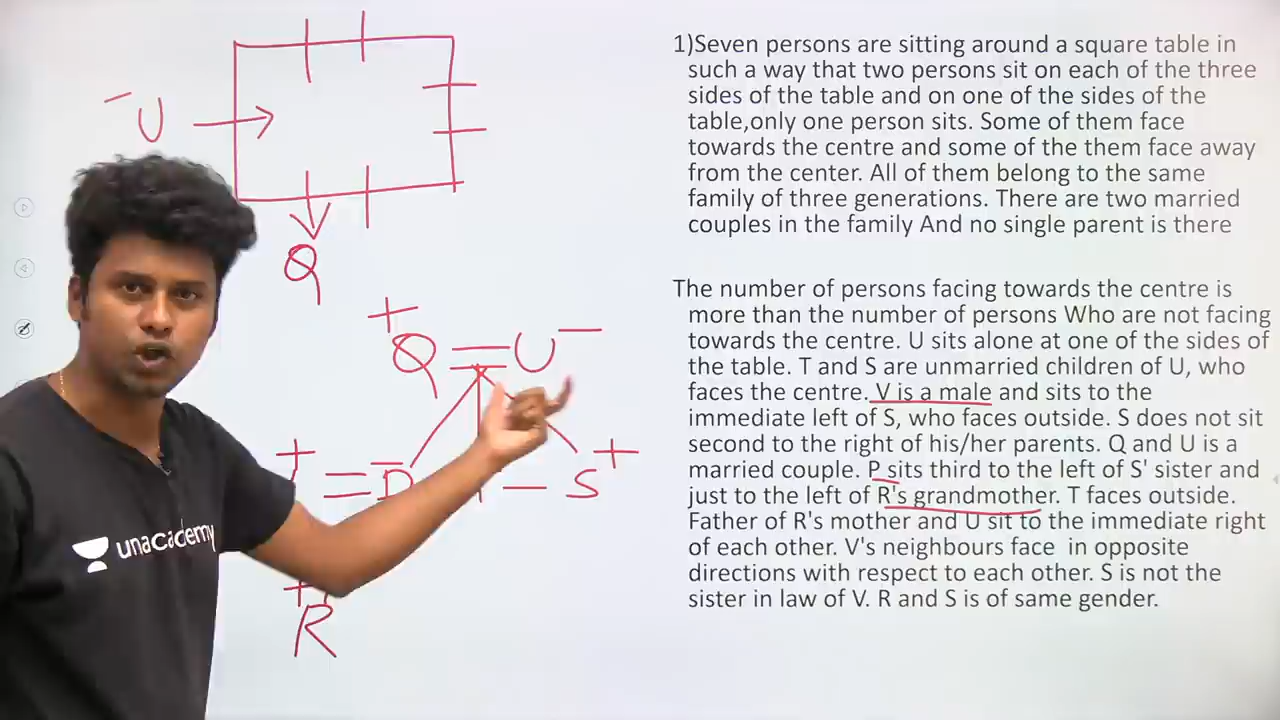 1)Seven persons are sitting around a square table in
such a way that two persons sit on each of the three
sides of the table and on one of the sides of the
table,only one person sits. Some of them face
towards the centre and some of the them face away
from the center. All of them belong to the same
family of three generations. There are two married
couples in the family And no single parent is there
The number of persons facing towards the centre is
more than the number of persons Who are not facing
towards the centre. U sits alone at one of the sides of
the table. T and S are unmarried children of U, who
faces the centre. V is a male and sits to the
immediate left of S, who faces outside. S does not sit
second to the right of his/her parents. Q and U is a
married couple. P sits third to the left of S' sister and
just to the left of R's grandmother. T faces outside.
Father of R's mother and U sit to the immediate right
of each other. V's neighbours face in opposite
directions with respect to each other. S is not the
sister in law of V. R and S is of same gender.
- U
Q
+ Q = U -
+ = - S +
+
R
unacademy